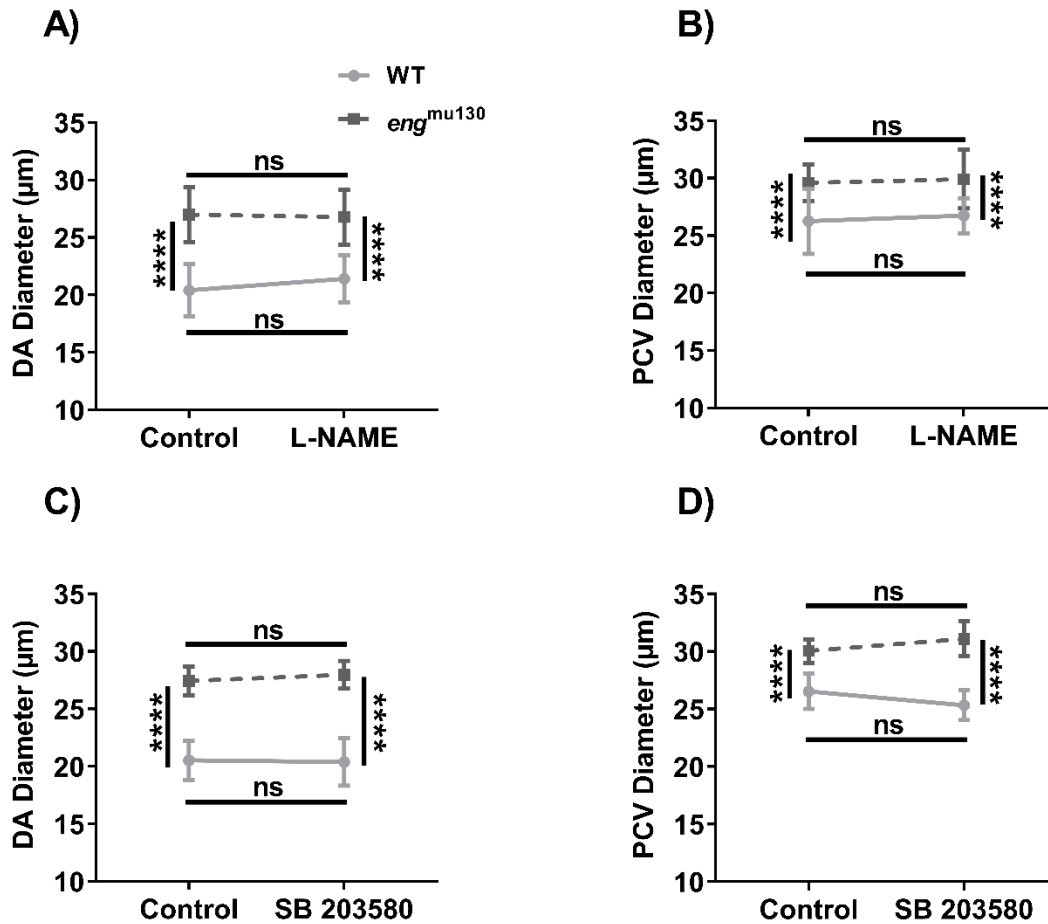 A)
WT
eng^mu130
DA Diameter (µm)
35
30
25
20
15
10
ns
****
****
ns
Control
L-NAME
B)
PCV Diameter (µm)
35
30
25
20
15
10
ns
****
****
ns
Control
L-NAME
C)
DA Diameter (µm)
35
30
25
20
15
10
ns
****
****
ns
Control
SB 203580
D)
PCV Diameter (µm)
35
30
25
20
15
10
ns
****
****
ns
Control
SB 203580